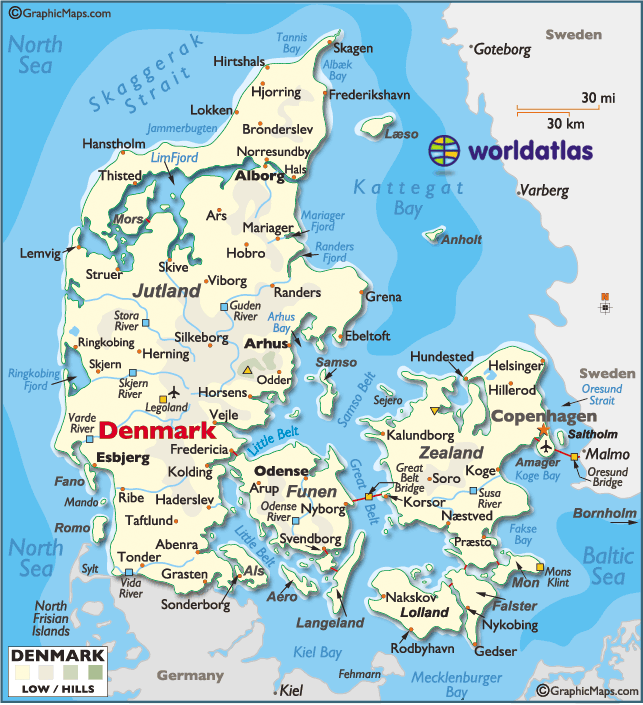 ©GraphicMaps.com
North
Sea
Skaggerak
Strait
Tannis
Bay
Skagen
Albæk
Bay
Hirtshals
Hjorring
Frederikshavn
Goteborg
Sweden
30 mi
30 km
Lokken
Jammerbugten
Bronderslev
Læso
worldatlas
Hanstholm
LimFjord
Norresundby
Thisted
Alborg
Hals
Kattegat
Bay
Varberg
Mors
Ars
Mariager
Mariager
Fjord
Anholt
Lemvig
Hobro
Randers
Fjord
Struer
Skive
Viborg
Jutland
Randers
Grena
Guden
River
Stora
River
Arhus
Bay
Ebeltoft
Ringkobing
Silkeborg
Arhus
Herning
Skjern
Ringkobing
Fjord
Skjern
River
Odder
Samso
Hundested
Helsinger
Sweden
Legoland
Horsens
Samso Belt
Sejero
Hillerod
Oresund
Strait
Varde
River
Denmark
Vejle
Copenhagen
Saltholm
Fredericia
Little Belt
Kalundborg
Zealand
Malmo
Esbjerg
Kolding
Odense
Great
Belt
Great
Belt
Bridge
Koge
Amager
Koge Bay
Oresund
Bridge
Fano
Arup
Funen
Soro
Susa
River
Mando
Ribe
Haderslev
Odense
River
Nyborg
Korsor
Bornholm
Romo
Taftlund
Næstved
Fakse
Bay
Svendborg
Little
Belt
Præsto
Baltic
Sea
North
Sea
Abenra
Tonder
Als
Mon
Mons
Klint
Sylt
Vida
River
Grasten
Sonderborg
Aero
Langeland
Nakskov
Lolland
Falster
North
Frisian
Islands
Nykobing
Rodbyhavn
Gedser
Kiel Bay
DENMARK
LOW / HILLS
Germany
Kiel
Fehmarn
Mecklenburger
Bay
©GraphicMaps.com